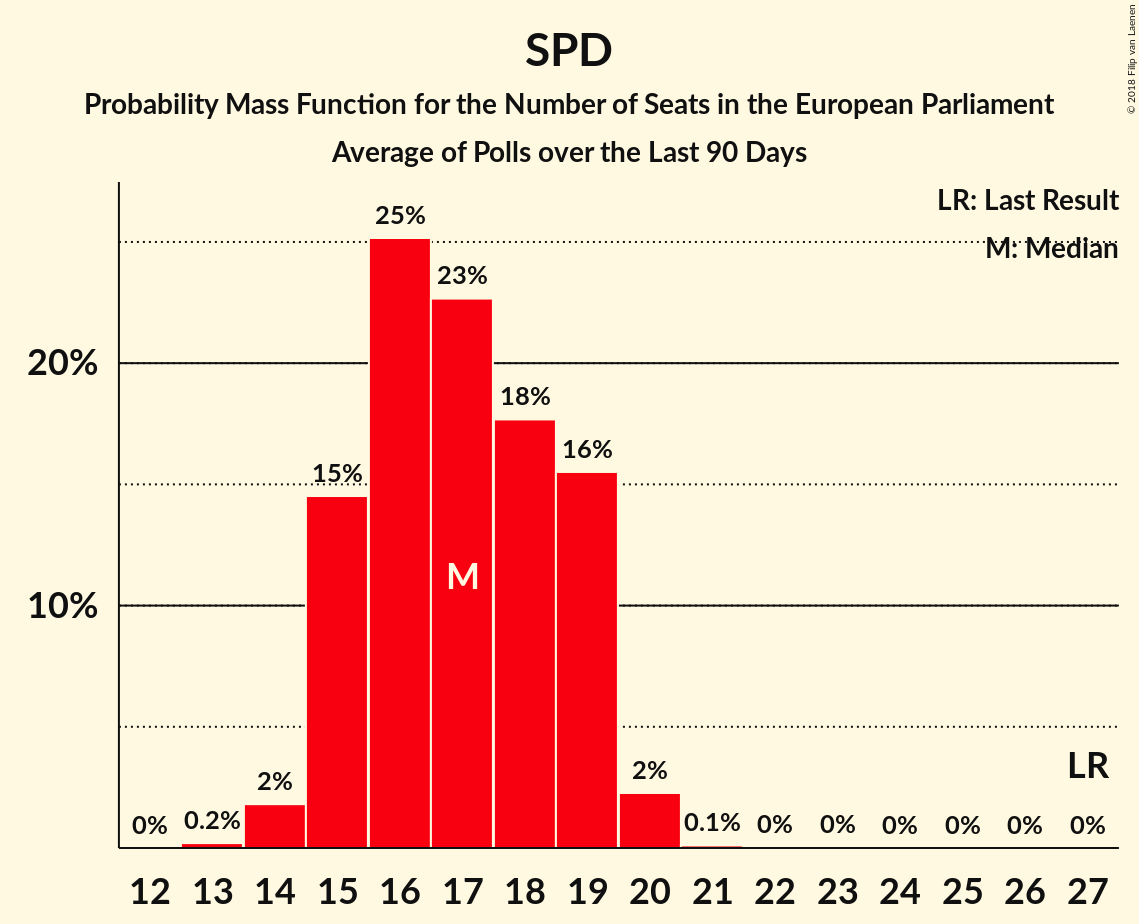 SPD
Probability Mass Function for the Number of Seats in the European Parliament
Average of Polls over the Last 90 Days
© 2018 Filip van Laenen
LR: Last Result
M: Median
20%
10%
0% 0.2% 2% 15% 25% 23% 18% 16% 2% 0.1% 0% 0% 0% 0% 0% 0%
M
LR
12 13 14 15 16 17 18 19 20 21 22 23 24 25 26 27